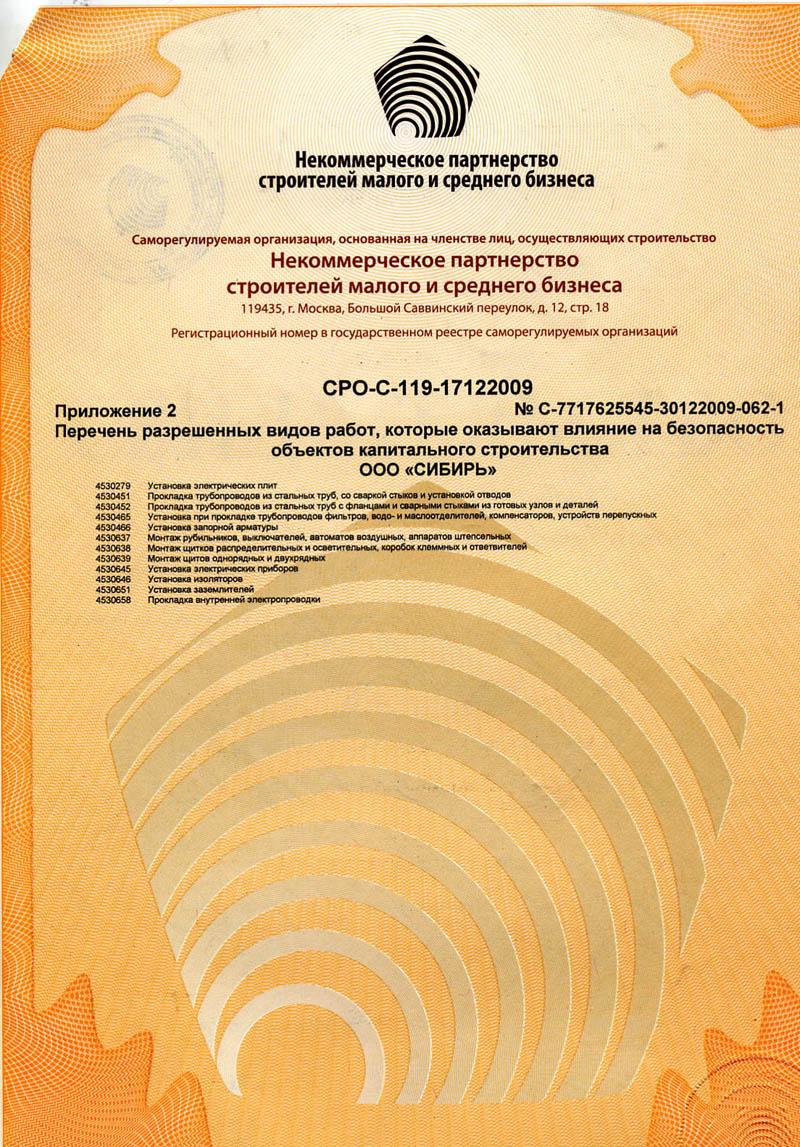 Некоммерческое партнерство
строителей малого и среднего бизнеса
Саморегулируемая организация, основанная на членстве лиц, осуществляющих строительство
Некоммерческое партнерство
строителей малого и среднего бизнеса
119435, г. Москва, Большой Саввинский переулок, д. 12, стр. 18
Регистрационный номер в государственном реестре саморегулируемых организаций
СРО-С-119-17122009
Приложение 2 № С-7717625545-30122009-062-1
Перечень разрешенных видов работ, которые оказывают влияние на безопасность
объектов капитального строительства
ООО «СИБИРЬ»
4530279 Установка электрических плит
4530451 Прокладка трубопроводов из стальных труб, со сваркой стыков и установкой отводов
4530452 Прокладка трубопроводов из стальных труб с фланцами и сварными стыками из готовых узлов и деталей
4530465 Установка при прокладке трубопроводов фильтров, водо- и маслоотделителей, компенсаторов, устройств перепускных
4530466 Установка запорной арматуры
4530637 Монтаж рубильников, выключателей, автоматов воздушных, аппаратов штепсельных
4530638 Монтаж щитков распределительных и осветительных, коробок клеммных и ответвителей
4530639 Монтаж щитов однорядных и двухрядных
4530645 Установка электрических приборов
4530646 Установка изоляторов
4530651 Установка заземлителей
4530658 Прокладка внутренней электропроводки